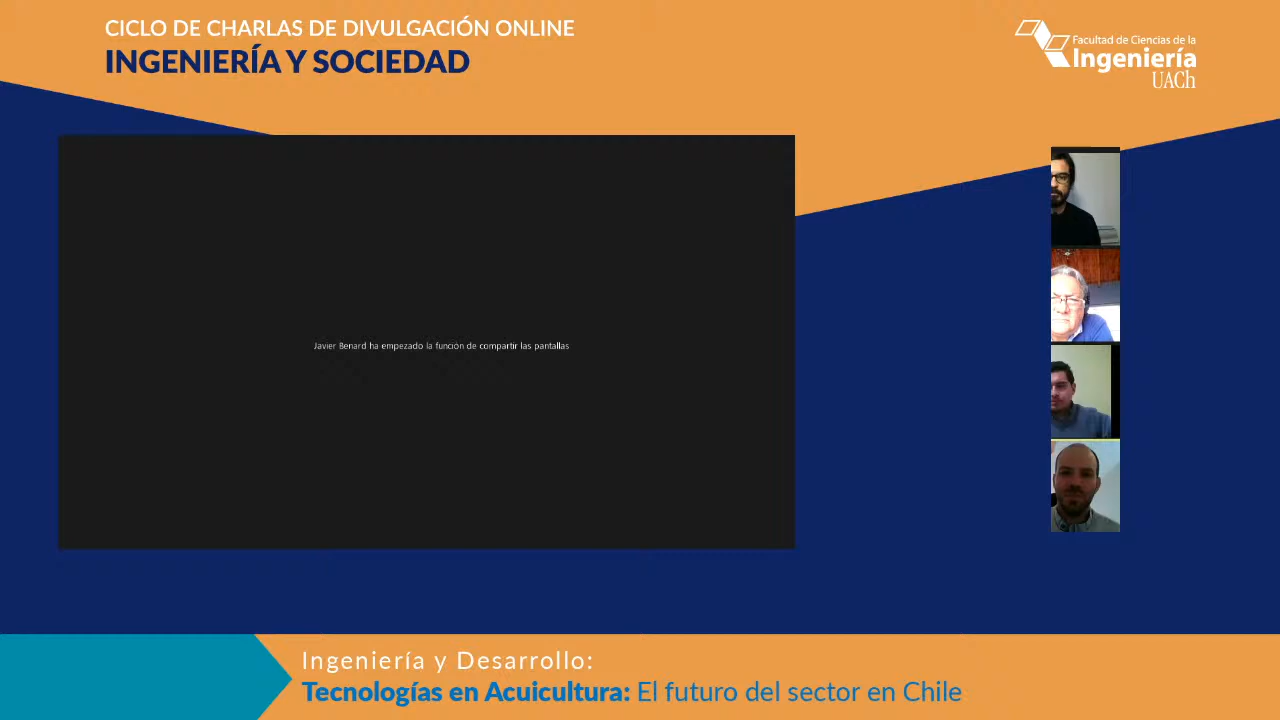 CICLO DE CHARLAS DE DIVULGACIÓN ONLINE
INGENIERÍA Y SOCIEDAD
Facultad de Ciencias de la
Ingeniería
UACh
Javier Benard ha empezado la función de compartir las pantallas
Ingeniería y Desarrollo:
Tecnologías en Acuicultura: El futuro del sector en Chile